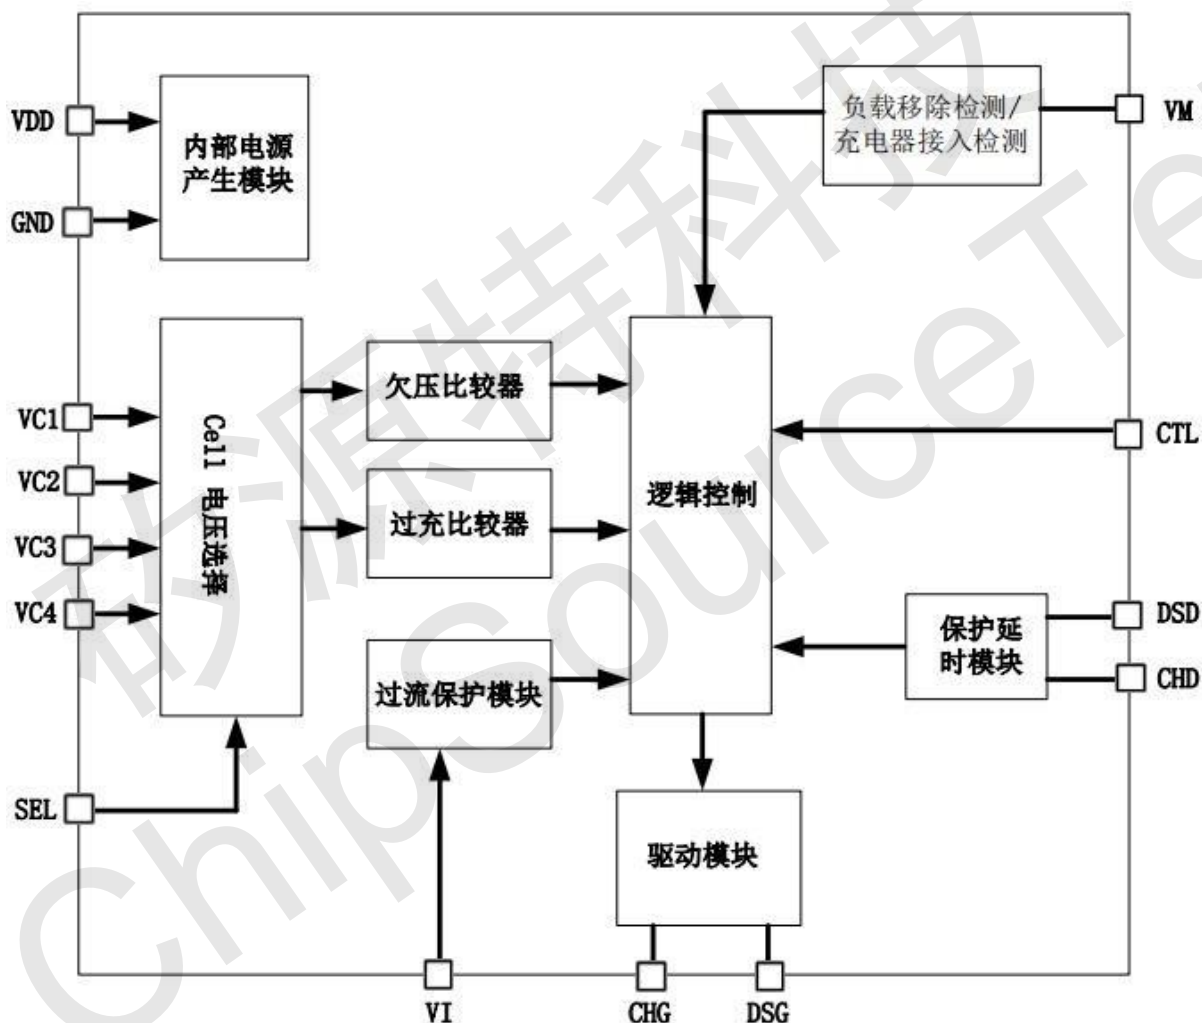 VDD
内部电源
产生模块
GND
负载移除检测/
充电器接入检测
VM
VC1
VC2
VC3
VC4
Cell 电压选择
欠压比较器
过充比较器
过流保护模块
逻辑控制
CTL
保护延
时模块
DSD
CHD
SEL
驱动模块
VI
CHG
DSG
矽源特科技
ChipSourceTe